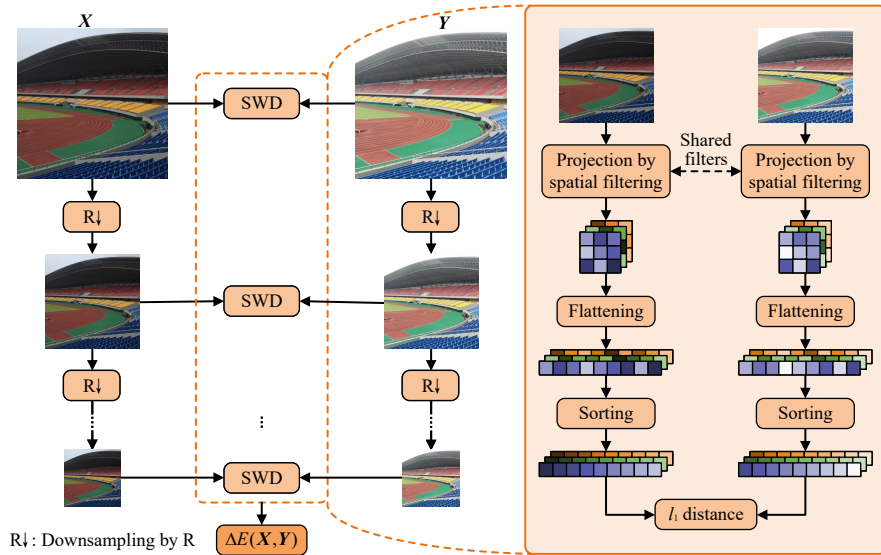 X
Y
SWD
R↓
R↓
SWD
R↓
R↓
...
SWD
ΔE(X,Y)
R↓: Downsampling by R
Projection by
spatial filtering
Shared
filters
Projection by
spatial filtering
Flattening
Flattening
Sorting
Sorting
l₁ distance